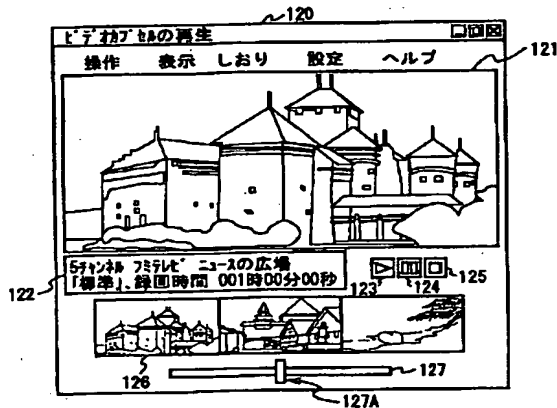 120
ビデオカプセルの再生
操作 表示 しおり 設定 ヘルプ
121
5チャンネル フミテレビ ニュースの広場
「標準」、録画時間 001時00分00秒
122
123
124
125
126
127
127A